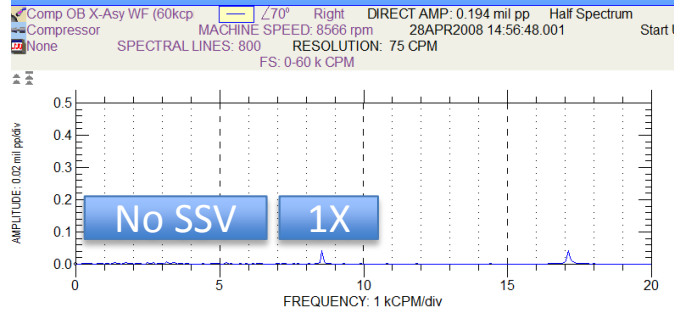 Comp OB X-Asy WF (60kcp ∠70° Right DIRECT AMP: 0.194 mil pp Half Spectrum
Compressor MACHINE SPEED: 8566 rpm 28APR2008 14:56:48.001 Start
None SPECTRAL LINES: 800 RESOLUTION: 75 CPM
FS: 0-60 k CPM
0.5
0.4
0.3
0.2
0.1
0.0
AMPLITUDE: 0.02 mil pp/div
No SSV 1X
0 5 10 15 20
FREQUENCY: 1 kCPM/div